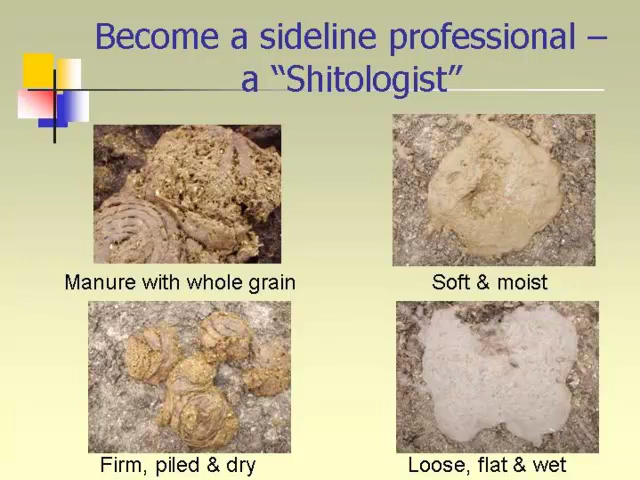 Become a sideline professional –
a “Shitologist”
Manure with whole grain
Soft & moist
Firm, piled & dry
Loose, flat & wet